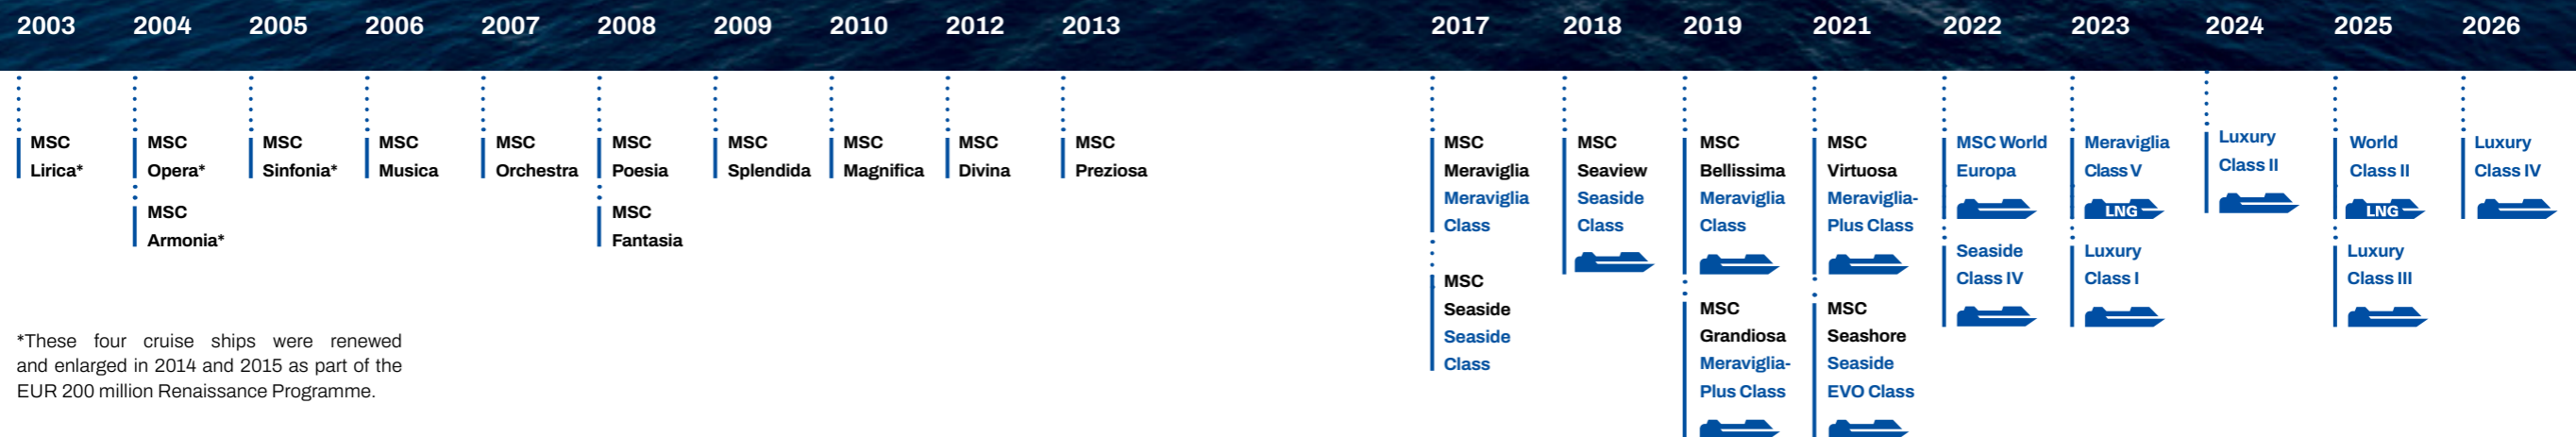 2003 2004 2005 2006 2007 2008 2009 2010 2012 2013 2017 2018 2019 2021 2022 2023 2024 2025 2026
MSC
Lirica*
MSC
Opera*
MSC
Armonia*
MSC
Sinfonia*
MSC
Musica
MSC
Orchestra
MSC
Poesia
MSC
Fantasia
MSC
Splendida
MSC
Magnifica
MSC
Divina
MSC
Preziosa
MSC
Meraviglia
Meraviglia
Class
MSC
Seaside
Seaside
Class
MSC
Seaview
Seaside
Class
MSC
Bellissima
Meraviglia
Class
MSC
Grandiosa
Meraviglia-
Plus Class
MSC
Virtuosa
Meraviglia-
Plus Class
MSC
Seashore
Seaside
EVO Class
MSC World
Europa
Seaside
Class IV
Meraviglia
Class V
LNG
Luxury
Class I
Luxury
Class II
World
Class II
LNG
Luxury
Class III
Luxury
Class IV
*These four cruise ships were renewed
and enlarged in 2014 and 2015 as part of the
EUR 200 million Renaissance Programme.